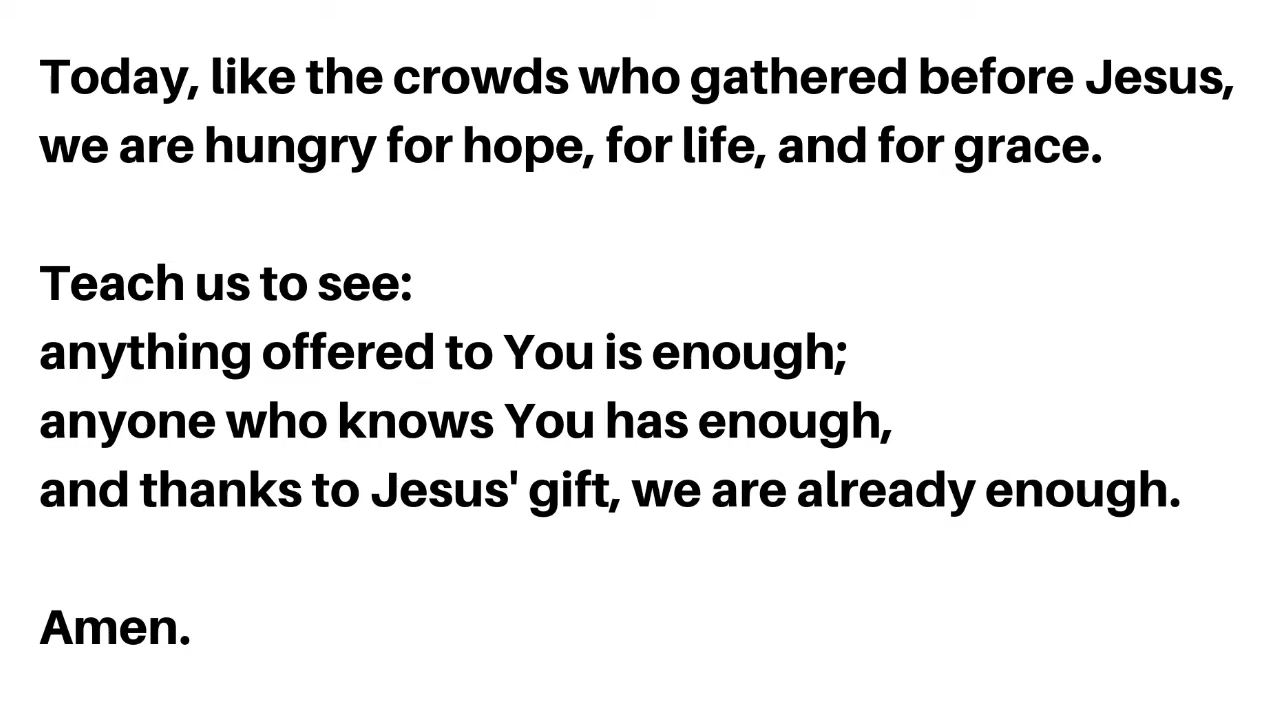 Today, like the crowds who gathered before Jesus,
we are hungry for hope, for life, and for grace.
Teach us to see:
anything offered to You is enough;
anyone who knows You has enough,
and thanks to Jesus' gift, we are already enough.
Amen.